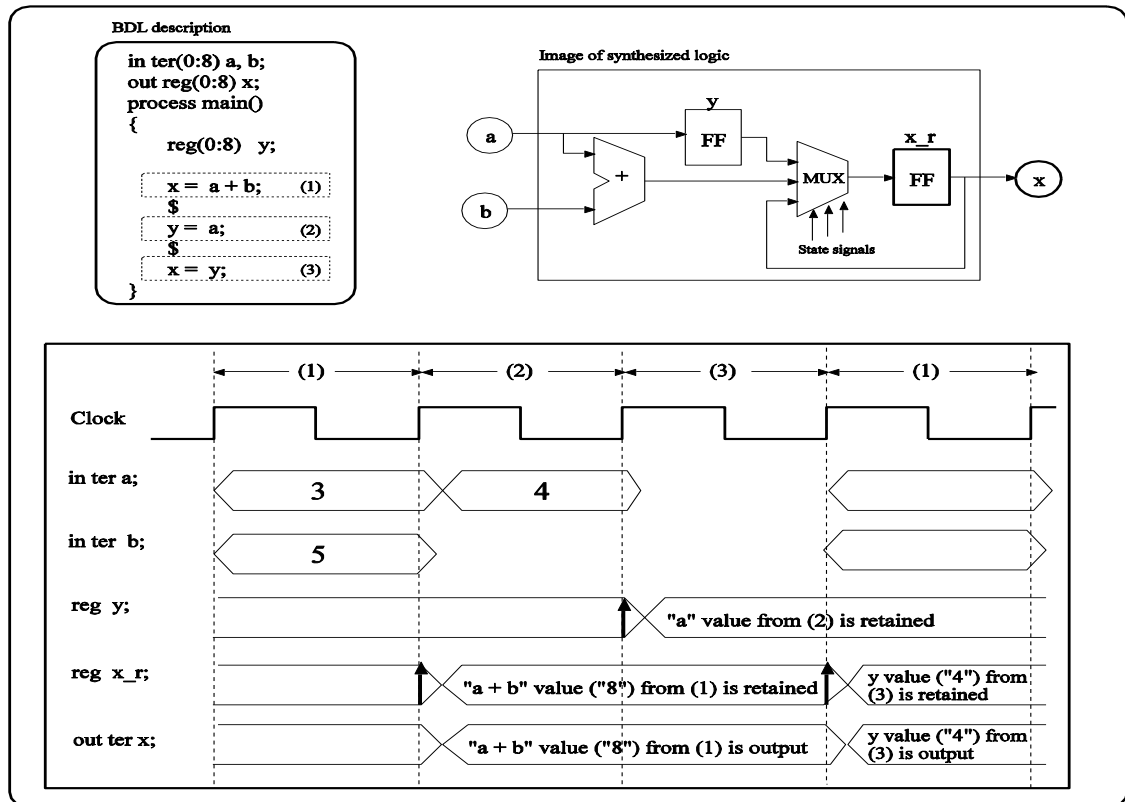 BDL description
in ter(0:8) a, b;
out reg(0:8) x;
process main()
{
reg(0:8) y;
x = a + b; (1)
$
y = a; (2)
$
x = y; (3)
}
Image of synthesized logic
a
b
+
y
FF
MUX
State signals
x_r
FF
x
(1) (2) (3) (1)
Clock
in ter a; 3 4
in ter b; 5
reg y; "a" value from (2) is retained
reg x_r; "a + b" value ("8") from (1) is retained
y value ("4") from
(3) is retained
out ter x; "a + b" value ("8") from (1) is output
y value ("4") from
(3) is output